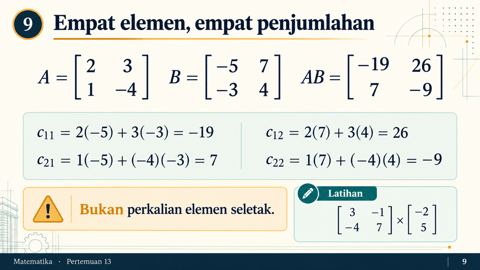 9 Empat elemen, empat penjumlahan
A = [2 3; 1 −4] B = [−5 7; −3 4] AB = [−19 26; 7 −9]
c₁₁ = 2(−5) + 3(−3) = −19
c₁₂ = 2(7) + 3(4) = 26
c₂₁ = 1(−5) + (−4)(−3) = 7
c₂₂ = 1(7) + (−4)(4) = −9
Bukan perkalian elemen seletak.
Latihan
[3 −1; −4 7] × [−2; 5]
Matematika · Pertemuan 13 9